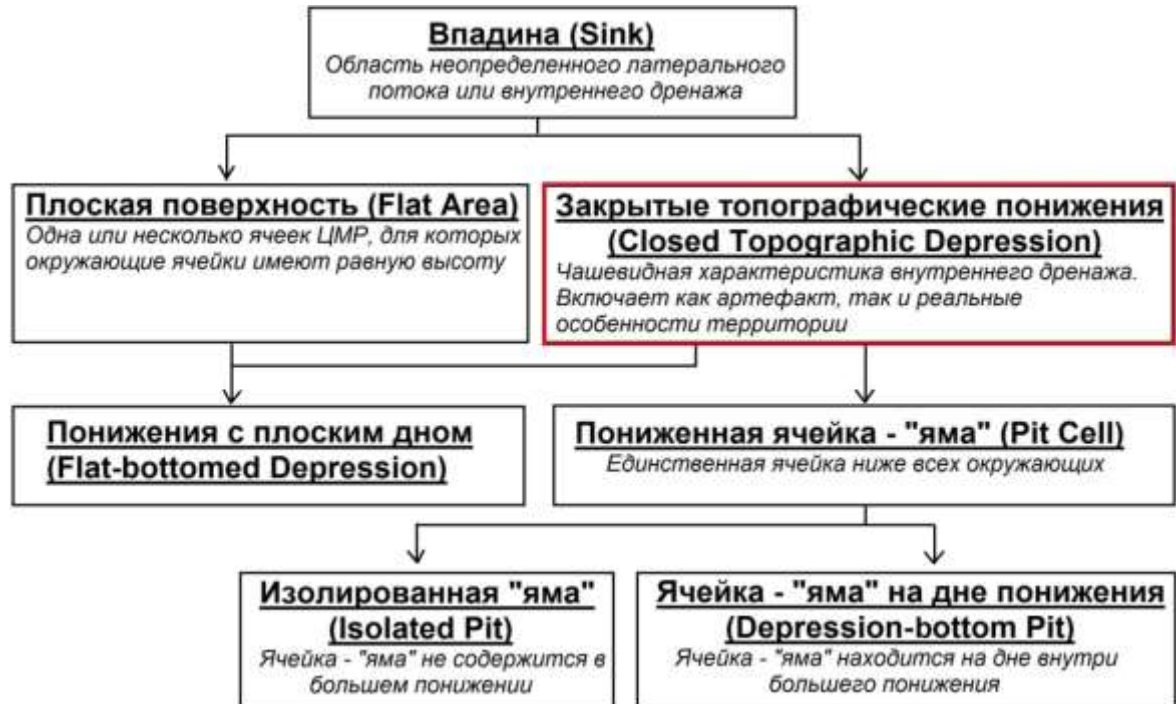 Впадина (Sink)
Область неопределенного латерального
потока или внутреннего дренажа
Плоская поверхность (Flat Area)
Одна или несколько ячеек ЦМР, для которых
окружающие ячейки имеют равную высоту
Закрытые топографические понижения
(Closed Topographic Depression)
Чашевидная характеристика внутреннего дренажа.
Включает как артефакт, так и реальные
особенности территории
Понижения с плоским дном
(Flat-bottomed Depression)
Пониженная ячейка - "яма" (Pit Cell)
Единственная ячейка ниже всех окружающих
Изолированная "яма"
(Isolated Pit)
Ячейка - "яма" не содержится в
большем понижении
Ячейка - "яма" на дне понижения
(Depression-bottom Pit)
Ячейка - "яма" находится на дне внутри
большего понижения